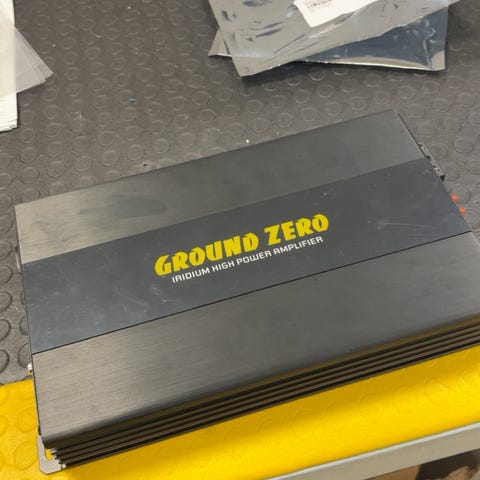 GROUND ZERO
IRIDIUM HIGH POWER AMPLIFIER